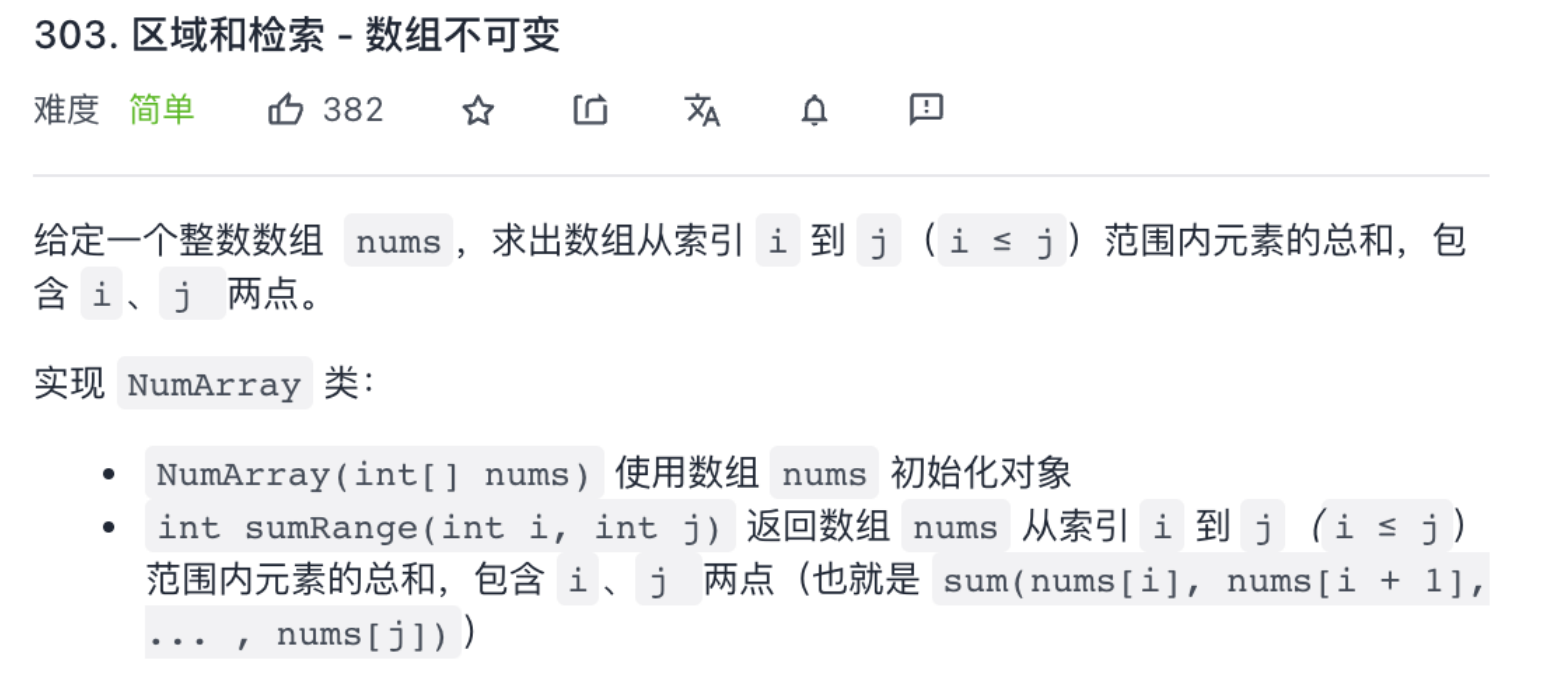 303. 区域和检索 - 数组不可变
难度 简单 382
给定一个整数数组 nums，求出数组从索引 i 到 j（i ≤ j）范围内元素的总和，包
含 i、j 两点。
实现 NumArray 类：
• NumArray(int[] nums) 使用数组 nums 初始化对象
• int sumRange(int i, int j) 返回数组 nums 从索引 i 到 j（i ≤ j）
范围内元素的总和，包含 i、j 两点（也就是 sum(nums[i], nums[i + 1],
... , nums[j])）